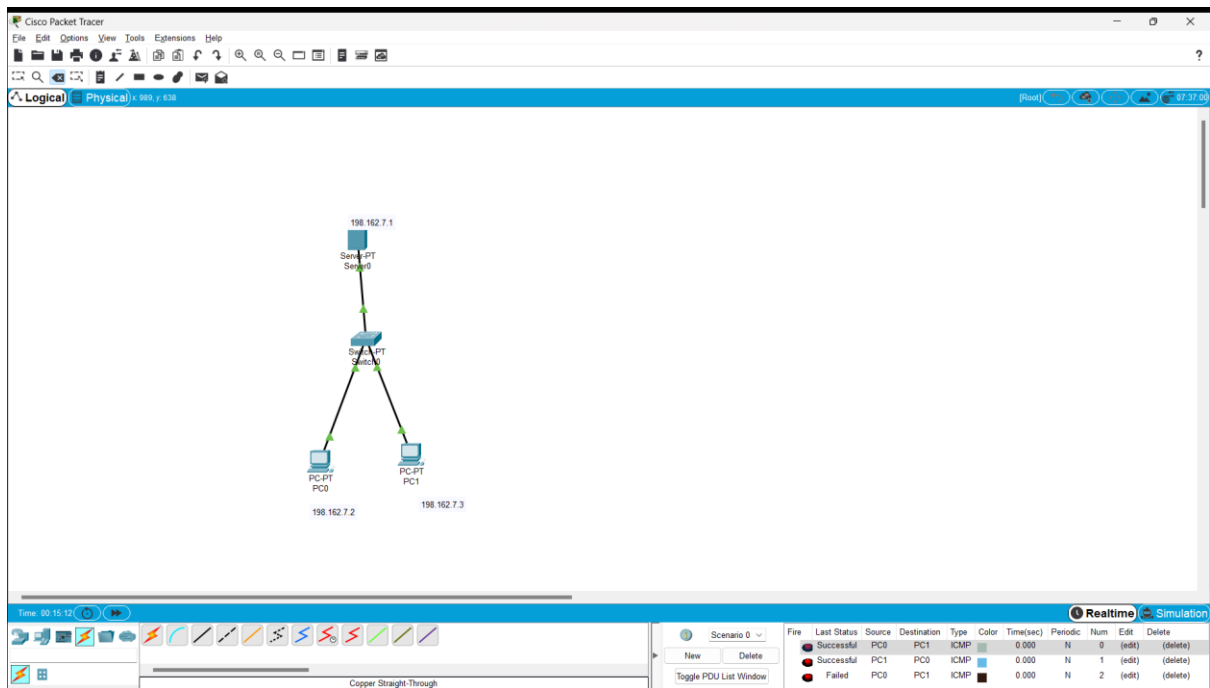 Cisco Packet Tracer
File Edit Options View Tools Extensions Help
?
Logical Physical x: 989, y: 638 [Root] 07:37:00
198.162.7.1
Server-PT
Server0
Switch-PT
Switch0
PC-PT
PC0
PC-PT
PC1
198.162.7.2
198.162.7.3
Time: 00:15:12 Realtime Simulation
Scenario 0
New Delete
Toggle PDU List Window
Fire Last Status Source Destination Type Color Time(sec) Periodic Num Edit Delete
Successful PC0 PC1 ICMP 0.000 N 0 (edit) (delete)
Successful PC1 PC0 ICMP 0.000 N 1 (edit) (delete)
Failed PC0 PC1 ICMP 0.000 N 2 (edit) (delete)
Copper Straight-Through